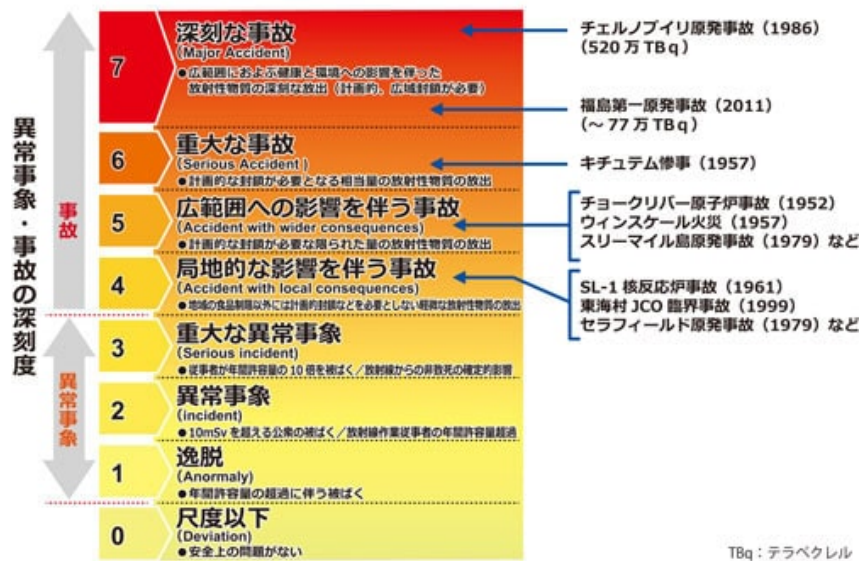 異常事象・事故の深刻度
事故
異常事象
7
深刻な事故
(Major Accident)
●広範囲におよぶ健康と環境への影響を伴った
放射性物質の深刻な放出（計画的、広域封鎖が必要）
チェルノブイリ原発事故（1986）
（520 万 TBq）
福島第一原発事故（2011）
（～ 77 万 TBq）
6
重大な事故
(Serious Accident )
●計画的な封鎖が必要となる相当量の放射性物質の放出
キチュテム惨事（1957）
5
広範囲への影響を伴う事故
(Accident with wider consequences)
●計画的な封鎖が必要な限られた量の放射性物質の放出
チョークリバー原子炉事故（1952）
ウィンスケール火災（1957）
スリーマイル島原発事故（1979）など
4
局地的な影響を伴う事故
(Accident with local consequences)
●地域の食品制限以外には計画的封鎖などを必要としない軽微な放射性物質の放出
SL-1 核反応炉事故（1961）
東海村 JCO 臨界事故（1999）
セラフィールド原発事故（1979）など
3
重大な異常事象
(Serious incident)
●従事者が年間許容量の 10 倍を被ばく／放射線からの非致死の確定的影響
2
異常事象
(incident)
●10mSv を超える公衆の被ばく／放射線作業従事者の年間許容量超過
1
逸脱
(Anormaly)
●年間許容量の超過に伴う被ばく
0
尺度以下
(Deviation)
●安全上の問題がない
TBq：テラベクレル